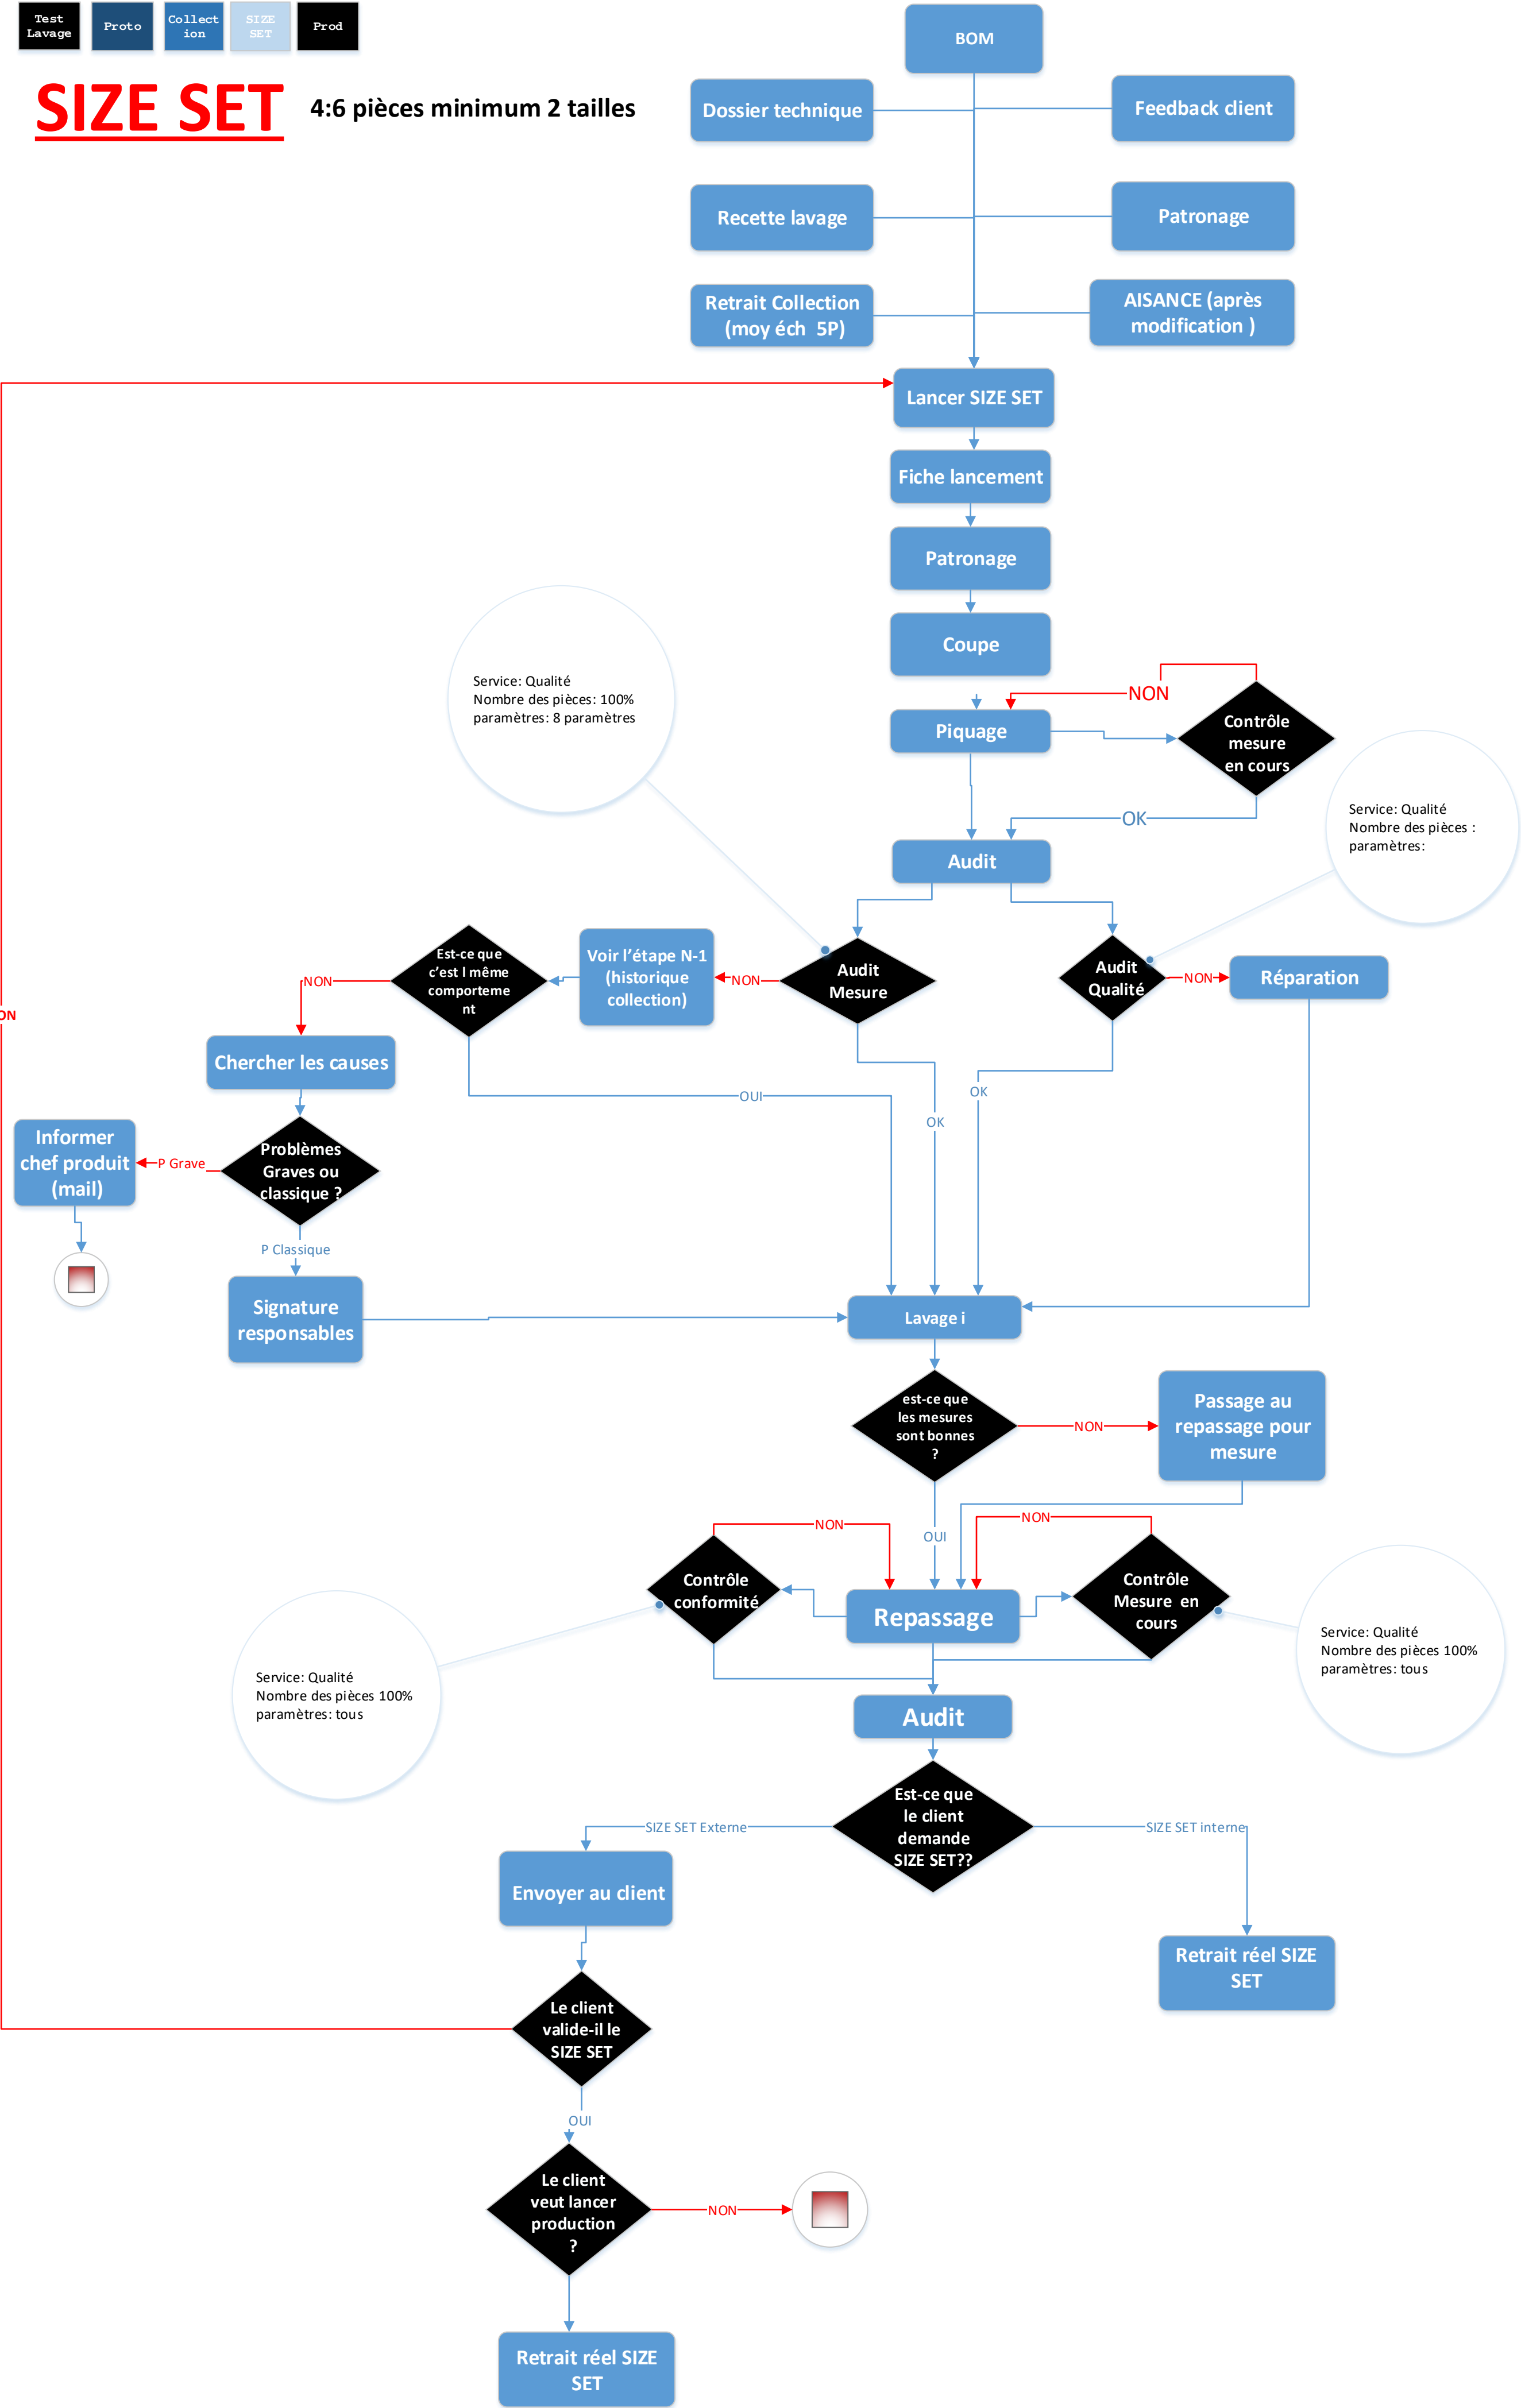 Test
Lavage
Proto
Collect
ion
SIZE
SET
Prod
SIZE SET
4:6 pièces minimum 2 tailles
BOM
Dossier technique
Feedback client
Recette lavage
Patronage
Retrait Collection
(moy éch  5P)
AISANCE (après
modification )
Lancer SIZE SET
Fiche lancement
Patronage
Coupe
Service: Qualité
Nombre des pièces: 100%
paramètres: 8 paramètres
NON
Piquage
Contrôle
mesure
en cours
OK
Service: Qualité
Nombre des pièces :
paramètres:
Audit
Est-ce que
c’est l même
comporteme
nt
Voir l’étape N-1
(historique
collection)
NON
Audit
Mesure
Audit
Qualité
NON
Réparation
NON
ON
Chercher les causes
OUI
OK
OK
Informer
chef produit
(mail)
P Grave
Problèmes
Graves ou
classique ?
P Classique
Signature
responsables
Lavage i
est-ce que
les mesures
sont bonnes
?
NON
Passage au
repassage pour
mesure
OUI
NON
NON
Contrôle
conformité
Repassage
Contrôle
Mesure  en
cours
Service: Qualité
Nombre des pièces 100%
paramètres: tous
Service: Qualité
Nombre des pièces 100%
paramètres: tous
Audit
Est-ce que
le client
demande
SIZE SET??
SIZE SET Externe
SIZE SET interne
Envoyer au client
Retrait réel SIZE
SET
Le client
valide-il le
SIZE SET
OUI
Le client
veut lancer
production
?
NON
Retrait réel SIZE
SET